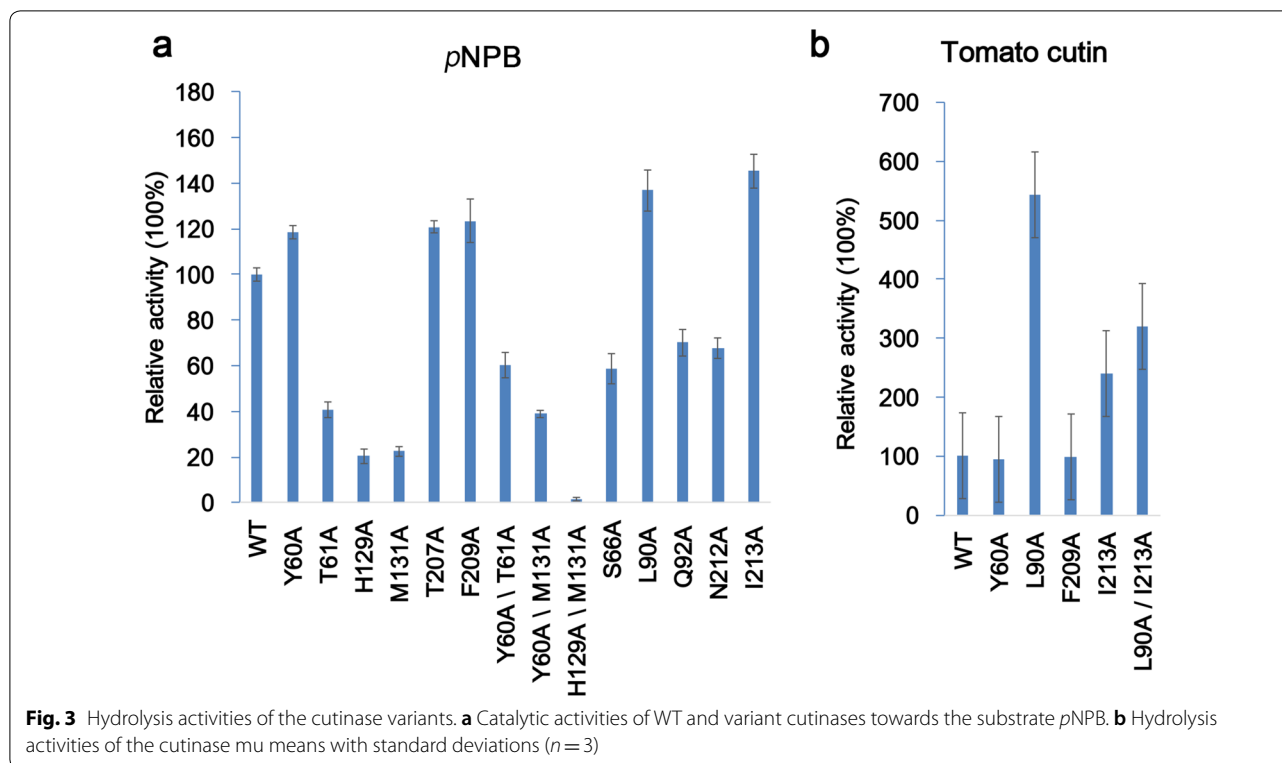 a
pNPB
Relative activity (100%)
180
160
140
120
100
80
60
40
20
0
WT
Y60A
T61A
H129A
M131A
T207A
F209A
Y60A \ T61A
Y60A \ M131A
H129A \ M131A
S66A
L90A
Q92A
N212A
I213A
b
Tomato cutin
Relative activity (100%)
700
600
500
400
300
200
100
0
WT
Y60A
L90A
F209A
I213A
L90A / I213A
Fig. 3 Hydrolysis activities of the cutinase variants. a Catalytic activities of WT and variant cutinases towards the substrate pNPB. b Hydrolysis
activities of the cutinase mu means with standard deviations (n = 3)